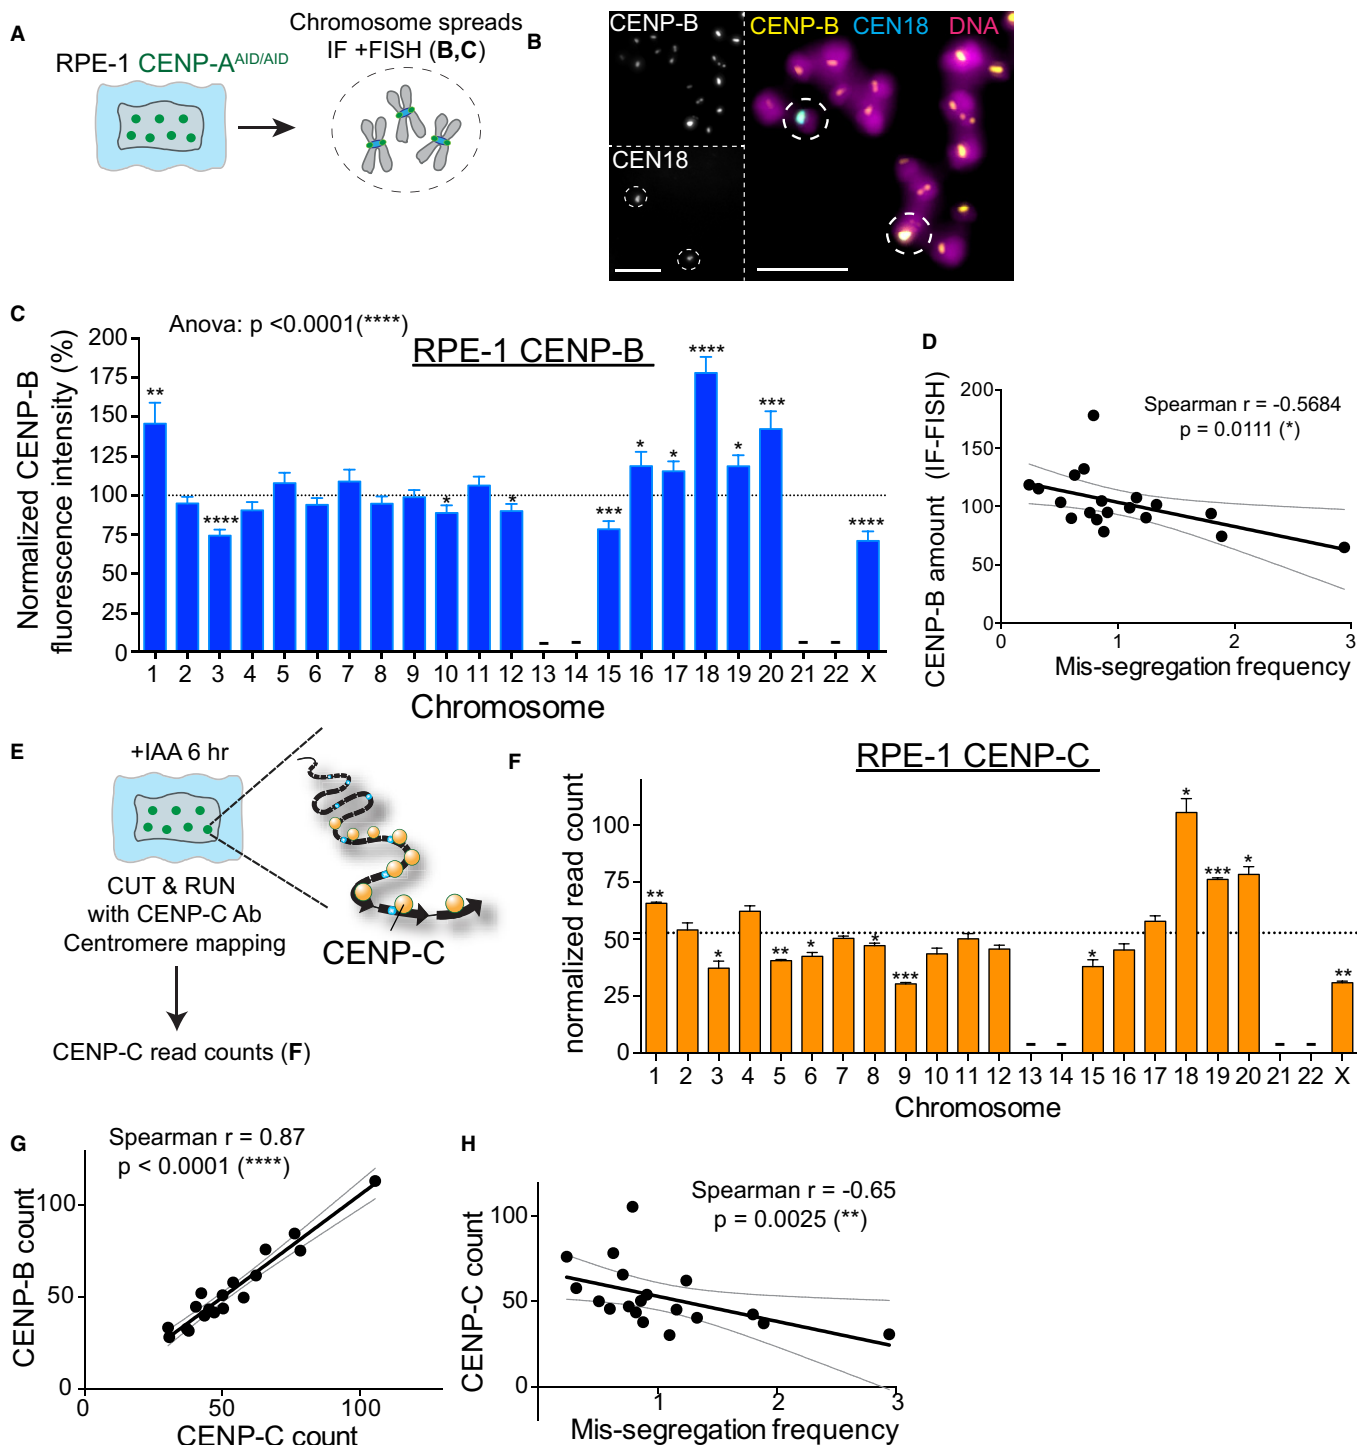 A
RPE-1 CENP-A^AID/AID
Chromosome spreads
IF +FISH (B,C)
B
CENP-B
CEN18
CENP-B CEN18 DNA
C
Anova: p <0.0001(****)
RPE-1 CENP-B
Normalized CENP-B
fluorescence intensity (%)
200
175
150
125
100
75
50
25
0
** **** * * *** * * **** * *** ****
- - - -
1 2 3 4 5 6 7 8 9 10 11 12 13 14 15 16 17 18 19 20 21 22 X
Chromosome
D
Spearman r = -0.5684
p = 0.0111 (*)
CENP-B amount (IF-FISH)
200
150
100
50
0
0 1 2 3
Mis-segregation frequency
E
+IAA 6 hr
CUT & RUN
with CENP-C Ab
Centromere mapping
CENP-C
CENP-C read counts (F)
F
RPE-1 CENP-C
normalized read count
100
75
50
25
0
** * ** * * *** * * *** * **
- - - -
1 2 3 4 5 6 7 8 9 10 11 12 13 14 15 16 17 18 19 20 21 22 X
Chromosome
G
Spearman r = 0.87
p < 0.0001 (****)
CENP-B count
100
50
0
0 50 100
CENP-C count
H
Spearman r = -0.65
p = 0.0025 (**)
CENP-C count
100
50
0
1 2 3
Mis-segregation frequency